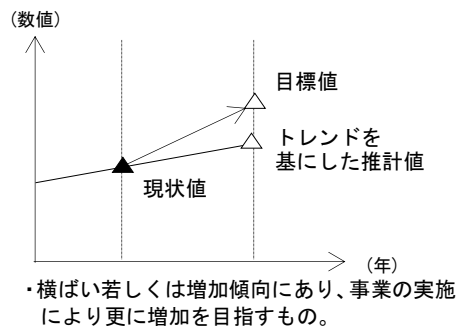 (数値)
目標値
トレンドを
基にした推計値
現状値
(年)
・横ばい若しくは増加傾向にあり、事業の実施
により更に増加を目指すもの。